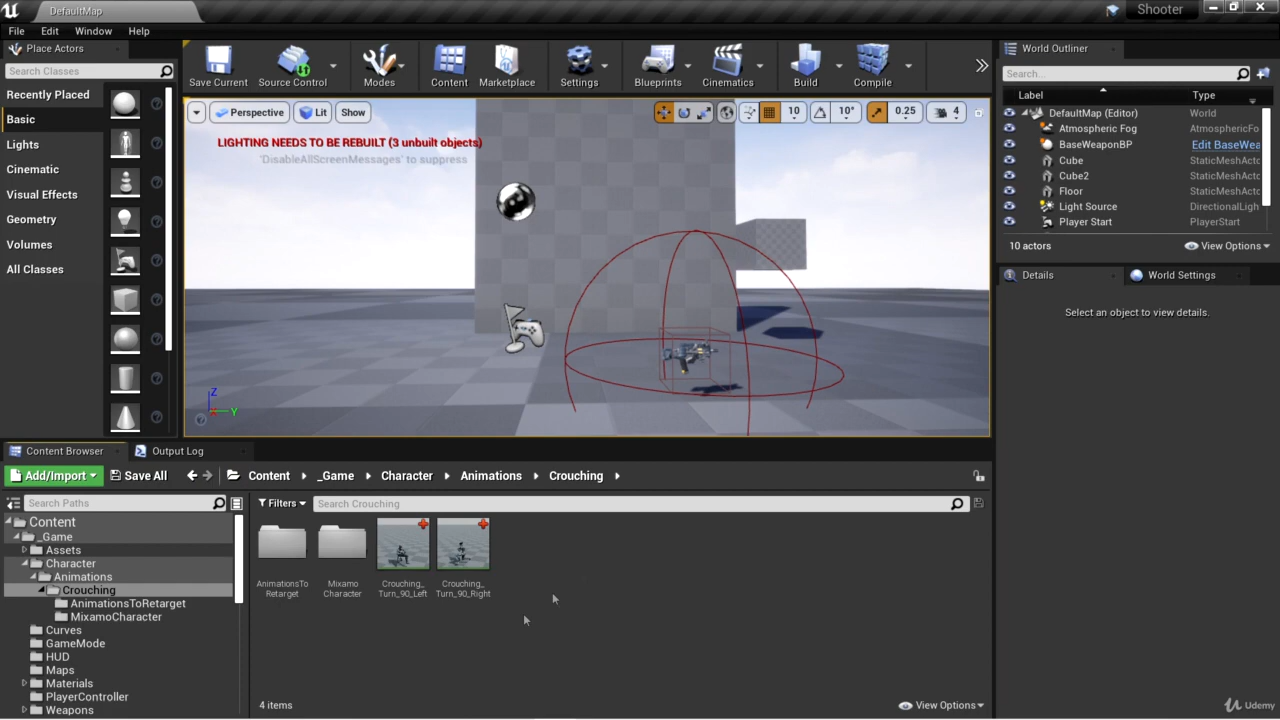 DefaultMap
Shooter
File Edit Window Help
Place Actors
Search Classes
Recently Placed
Basic
Lights
Cinematic
Visual Effects
Geometry
Volumes
All Classes
Save Current Source Control Modes Content Marketplace Settings Blueprints Cinematics Build Compile
Perspective Lit Show 10 10° 0.25 4
LIGHTING NEEDS TO BE REBUILT (3 unbuilt objects)
'DisableAllScreenMessages' to suppress
Z
X Y
World Outliner
Search...
Label Type
DefaultMap (Editor) World
Atmospheric Fog AtmosphericFo
BaseWeaponBP Edit BaseWea
Cube StaticMeshActo
Cube2 StaticMeshActo
Floor StaticMeshActo
Light Source DirectionalLigh
Player Start PlayerStart
10 actors View Options
Details World Settings
Select an object to view details.
Content Browser Output Log
Add/Import Save All Content _Game Character Animations Crouching
Search Paths
Filters Search Crouching
Content
_Game
Assets
Character
Animations
Crouching
AnimationsToRetarget
MixamoCharacter
Curves
GameMode
HUD
Maps
Materials
PlayerController
Weapons
AnimationsTo
Retarget
Mixamo
Character
Crouching_
Turn_90_Left
Crouching_
Turn_90_Right
4 items View Options
Udemy